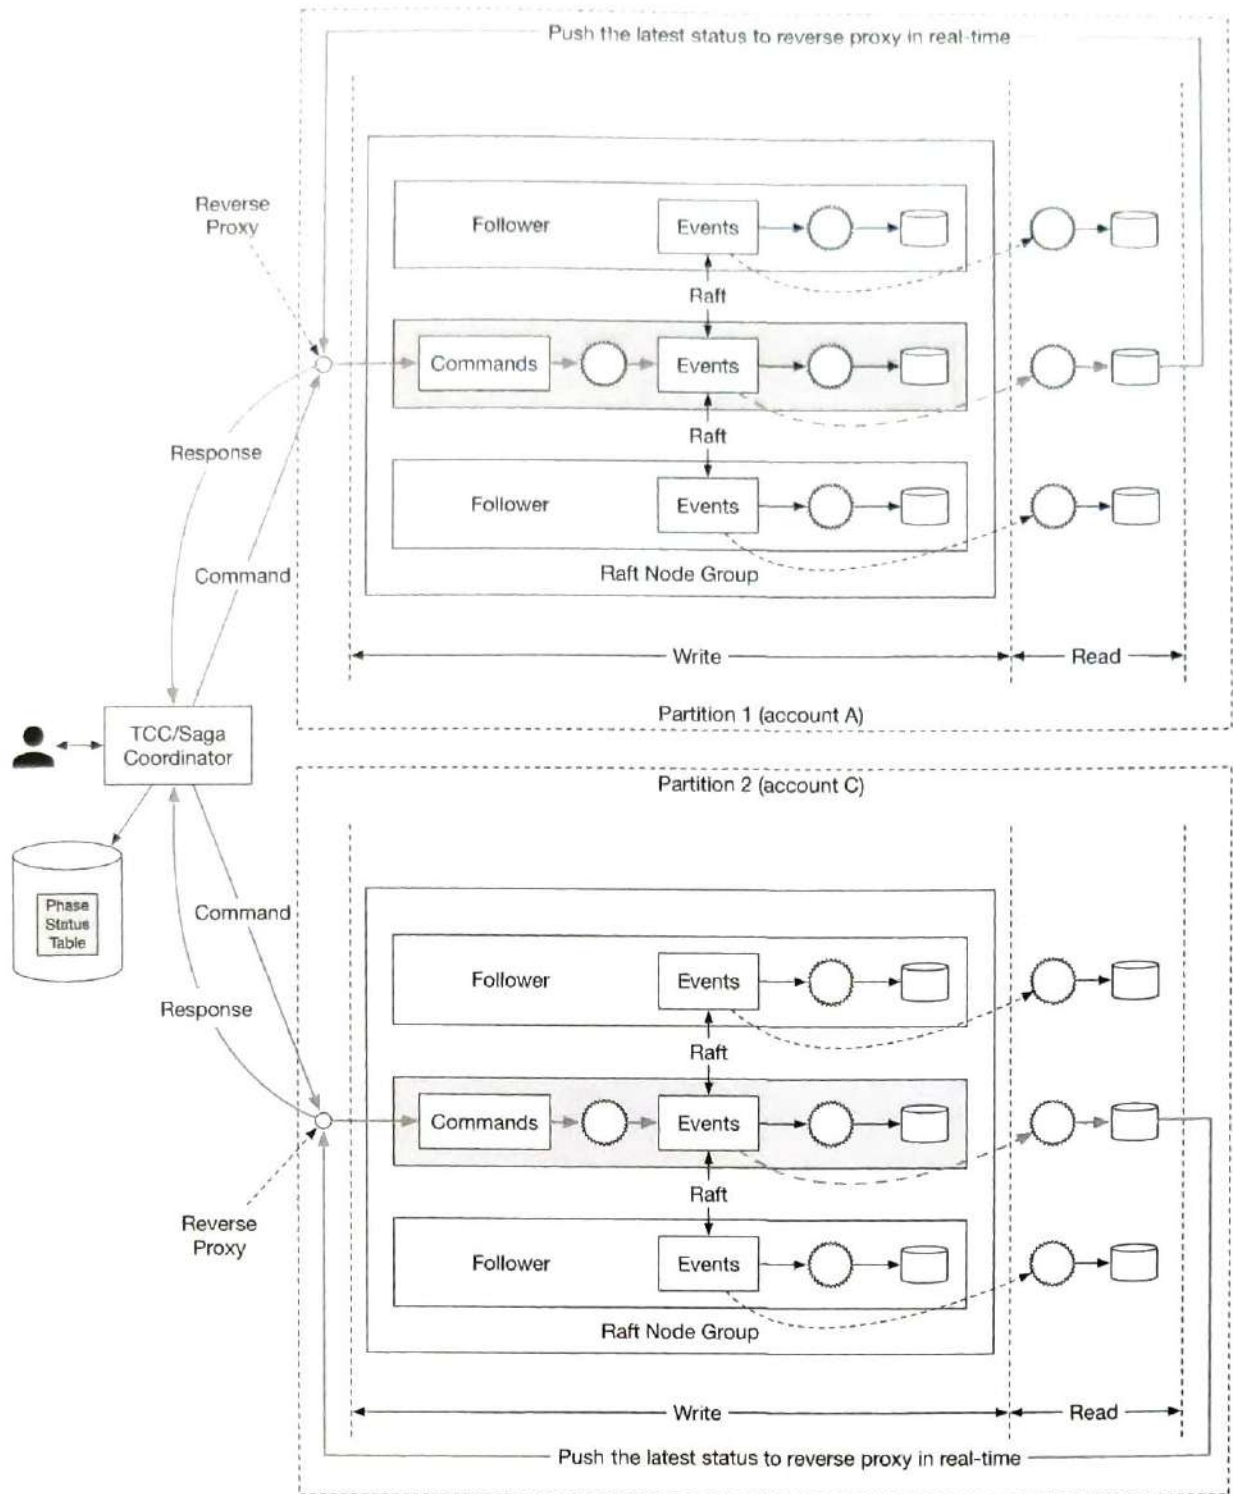 Push the latest status to reverse proxy in real-time
Reverse
Proxy
Follower
Events
Raft
Commands
Events
Response
Raft
Follower
Events
Command
Raft Node Group
Write
Read
Partition 1 (account A)
TCC/Saga
Coordinator
Partition 2 (account C)
Phase
Status
Table
Command
Follower
Events
Response
Raft
Commands
Events
Raft
Reverse
Proxy
Follower
Events
Raft Node Group
Write
Read
Push the latest status to reverse proxy in real-time